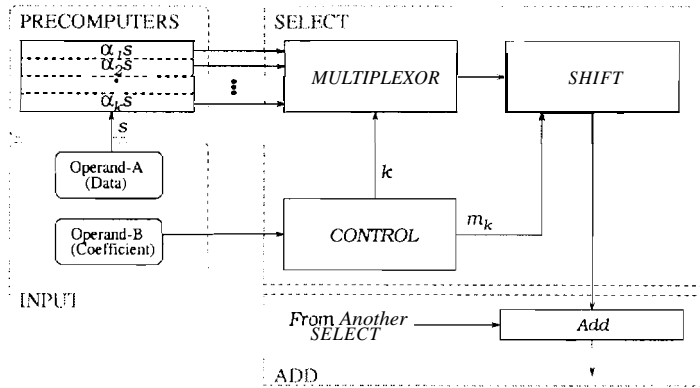 PRECOMPUTERS
SELECT
α₁s
α₂s
αₖs
MULTIPLEXOR
SHIFT
s
Operand-A
(Data)
k
Operand-B
(Coefficient)
CONTROL
mₖ
INPUT
From Another
SELECT
Add
ADD